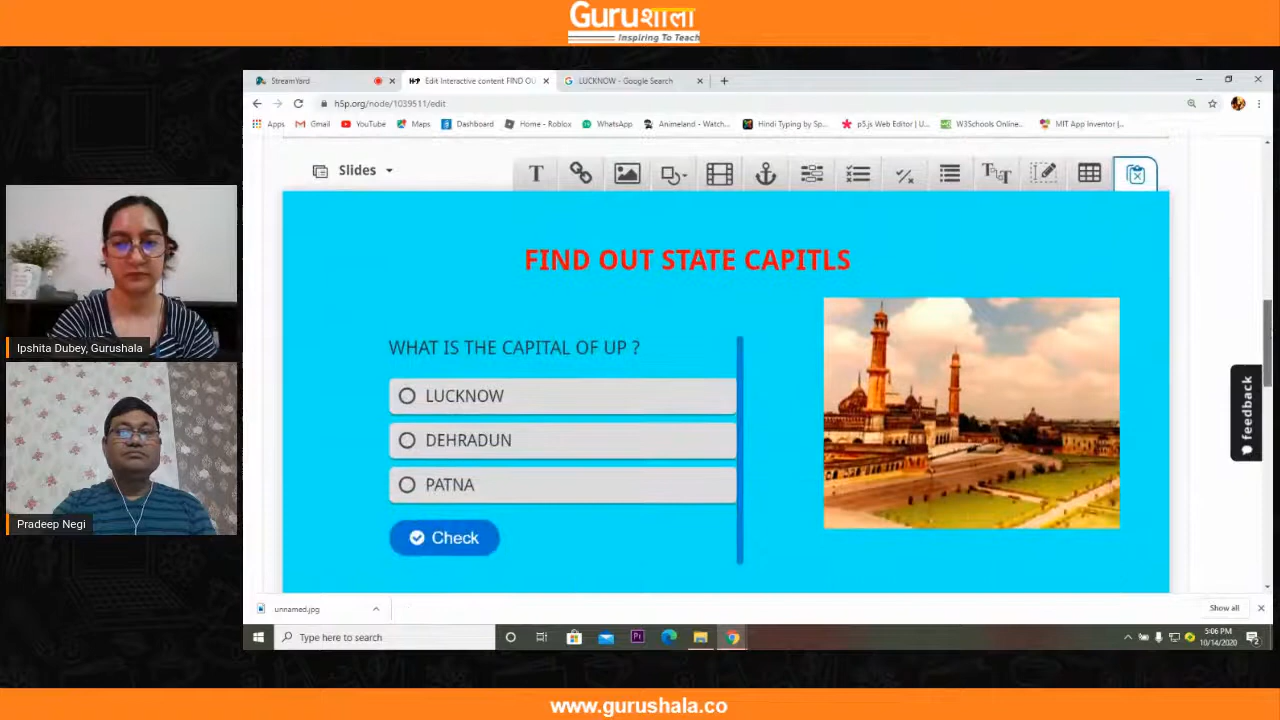 Guruशाला
Inspiring To Teach
StreamYard
H-P Edit Interactive content FIND OU
LUCKNOW - Google Search
h5p.org/node/1039511/edit
Apps
Gmail
YouTube
Maps
Dashboard
Home - Roblox
WhatsApp
Animeland - Watch...
Hindi Typing by Sp...
p5.js Web Editor | U...
W3Schools Online...
MIT App Inventor (...
Slides
FIND OUT STATE CAPITLS
WHAT IS THE CAPITAL OF UP ?
LUCKNOW
DEHRADUN
PATNA
Check
feedback
Ipshita Dubey, Gurushala
Pradeep Negi
unnamed.jpg
Show all
Type here to search
Pr
5:06 PM
10/14/2020
2
www.gurushala.co